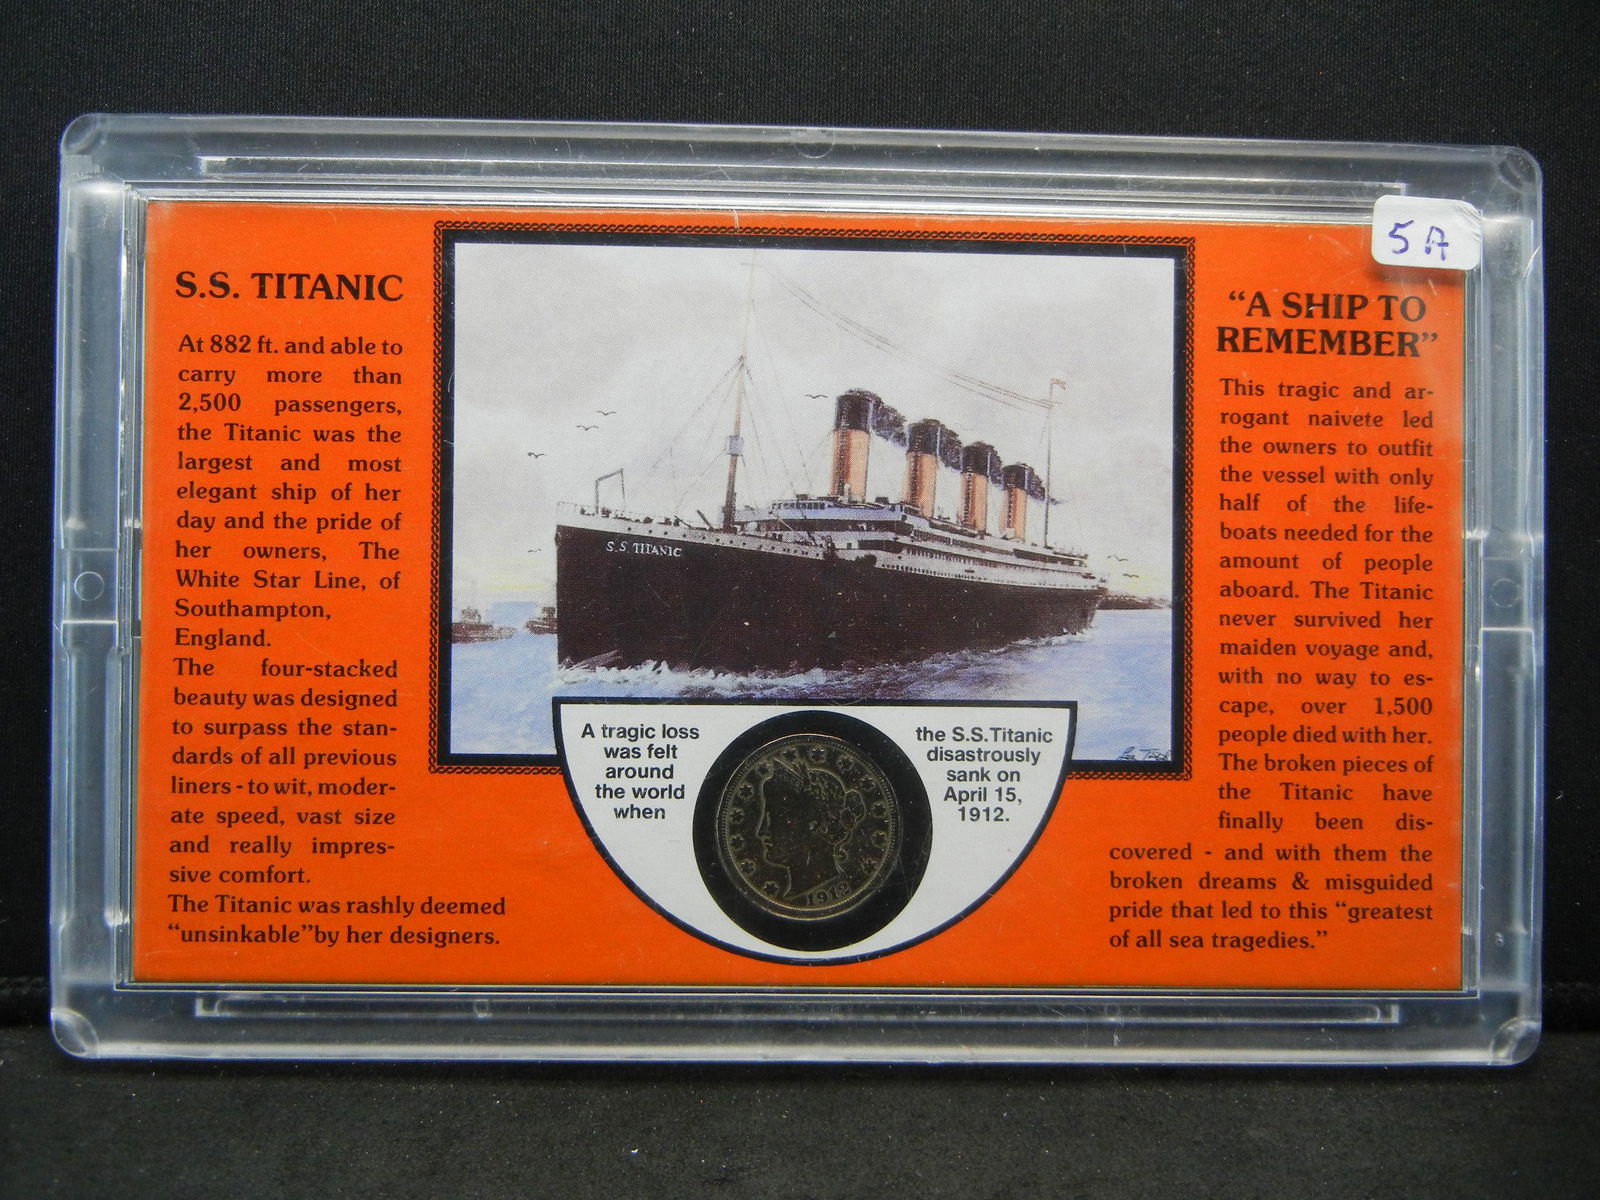 5A
S.S. TITANIC
At 882 ft. and able to
carry more than
2,500 passengers,
the Titanic was the
largest and most
elegant ship of her
day and the pride of
her owners, The
White Star Line, of
Southampton,
England.
The four-stacked
beauty was designed
to surpass the stan-
dards of all previous
liners - to wit, moder-
ate speed, vast size
and really impres-
sive comfort.
The Titanic was rashly deemed
"unsinkable"by her designers.
S.S. TITANIC
A tragic loss
was felt
around
the world
when
1912
the S.S.Titanic
disastrously
sank on
April 15,
1912.
“A SHIP TO
REMEMBER”
This tragic and ar-
rogant naivete led
the owners to outfit
the vessel with only
half of the life-
boats needed for the
amount of people
aboard. The Titanic
never survived her
maiden voyage and,
with no way to es-
cape, over 1,500
people died with her.
The broken pieces of
the Titanic have
finally been dis-
covered - and with them the
broken dreams & misguided
pride that led to this “greatest
of all sea tragedies.”